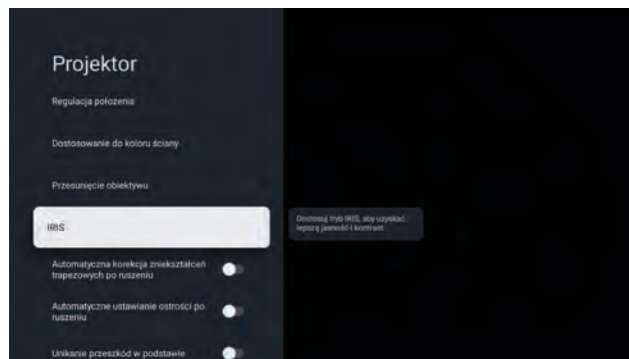 Projektor
Regulacja położenia
Dostosowanie do koloru ściany
Przesunięcie obiektywu
IRIS
Dostosuj tryb IRIS, aby uzyskać
lepszą jasność i kontrast.
Automatyczna korekcja zniekształceń
trapezowych po ruszeniu
Automatyczne ustawianie ostrości po
ruszeniu
Unikanie przeszkód w podstawie